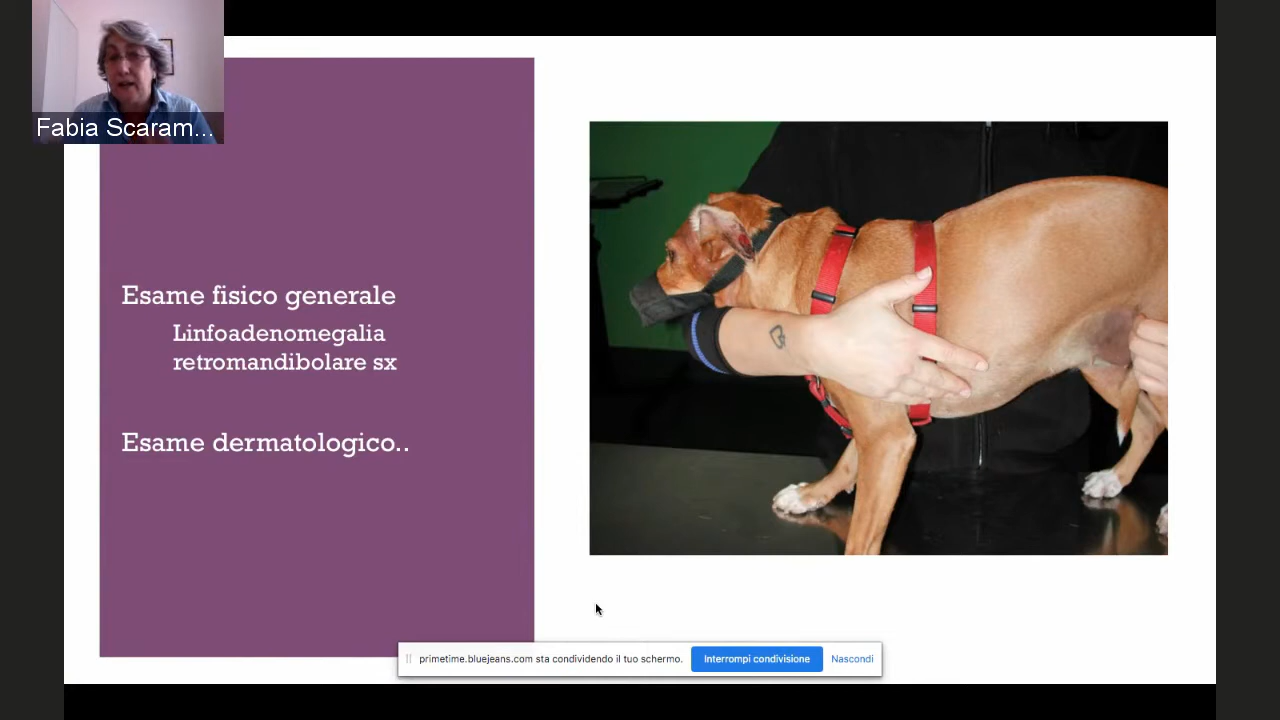 Fabia Scaram...
Esame fisico generale
Linfoadenomegalia
retromandibolare sx
Esame dermatologico..
primetime.bluejeans.com sta condividendo il tuo schermo.
Interrompi condivisione
Nascondi